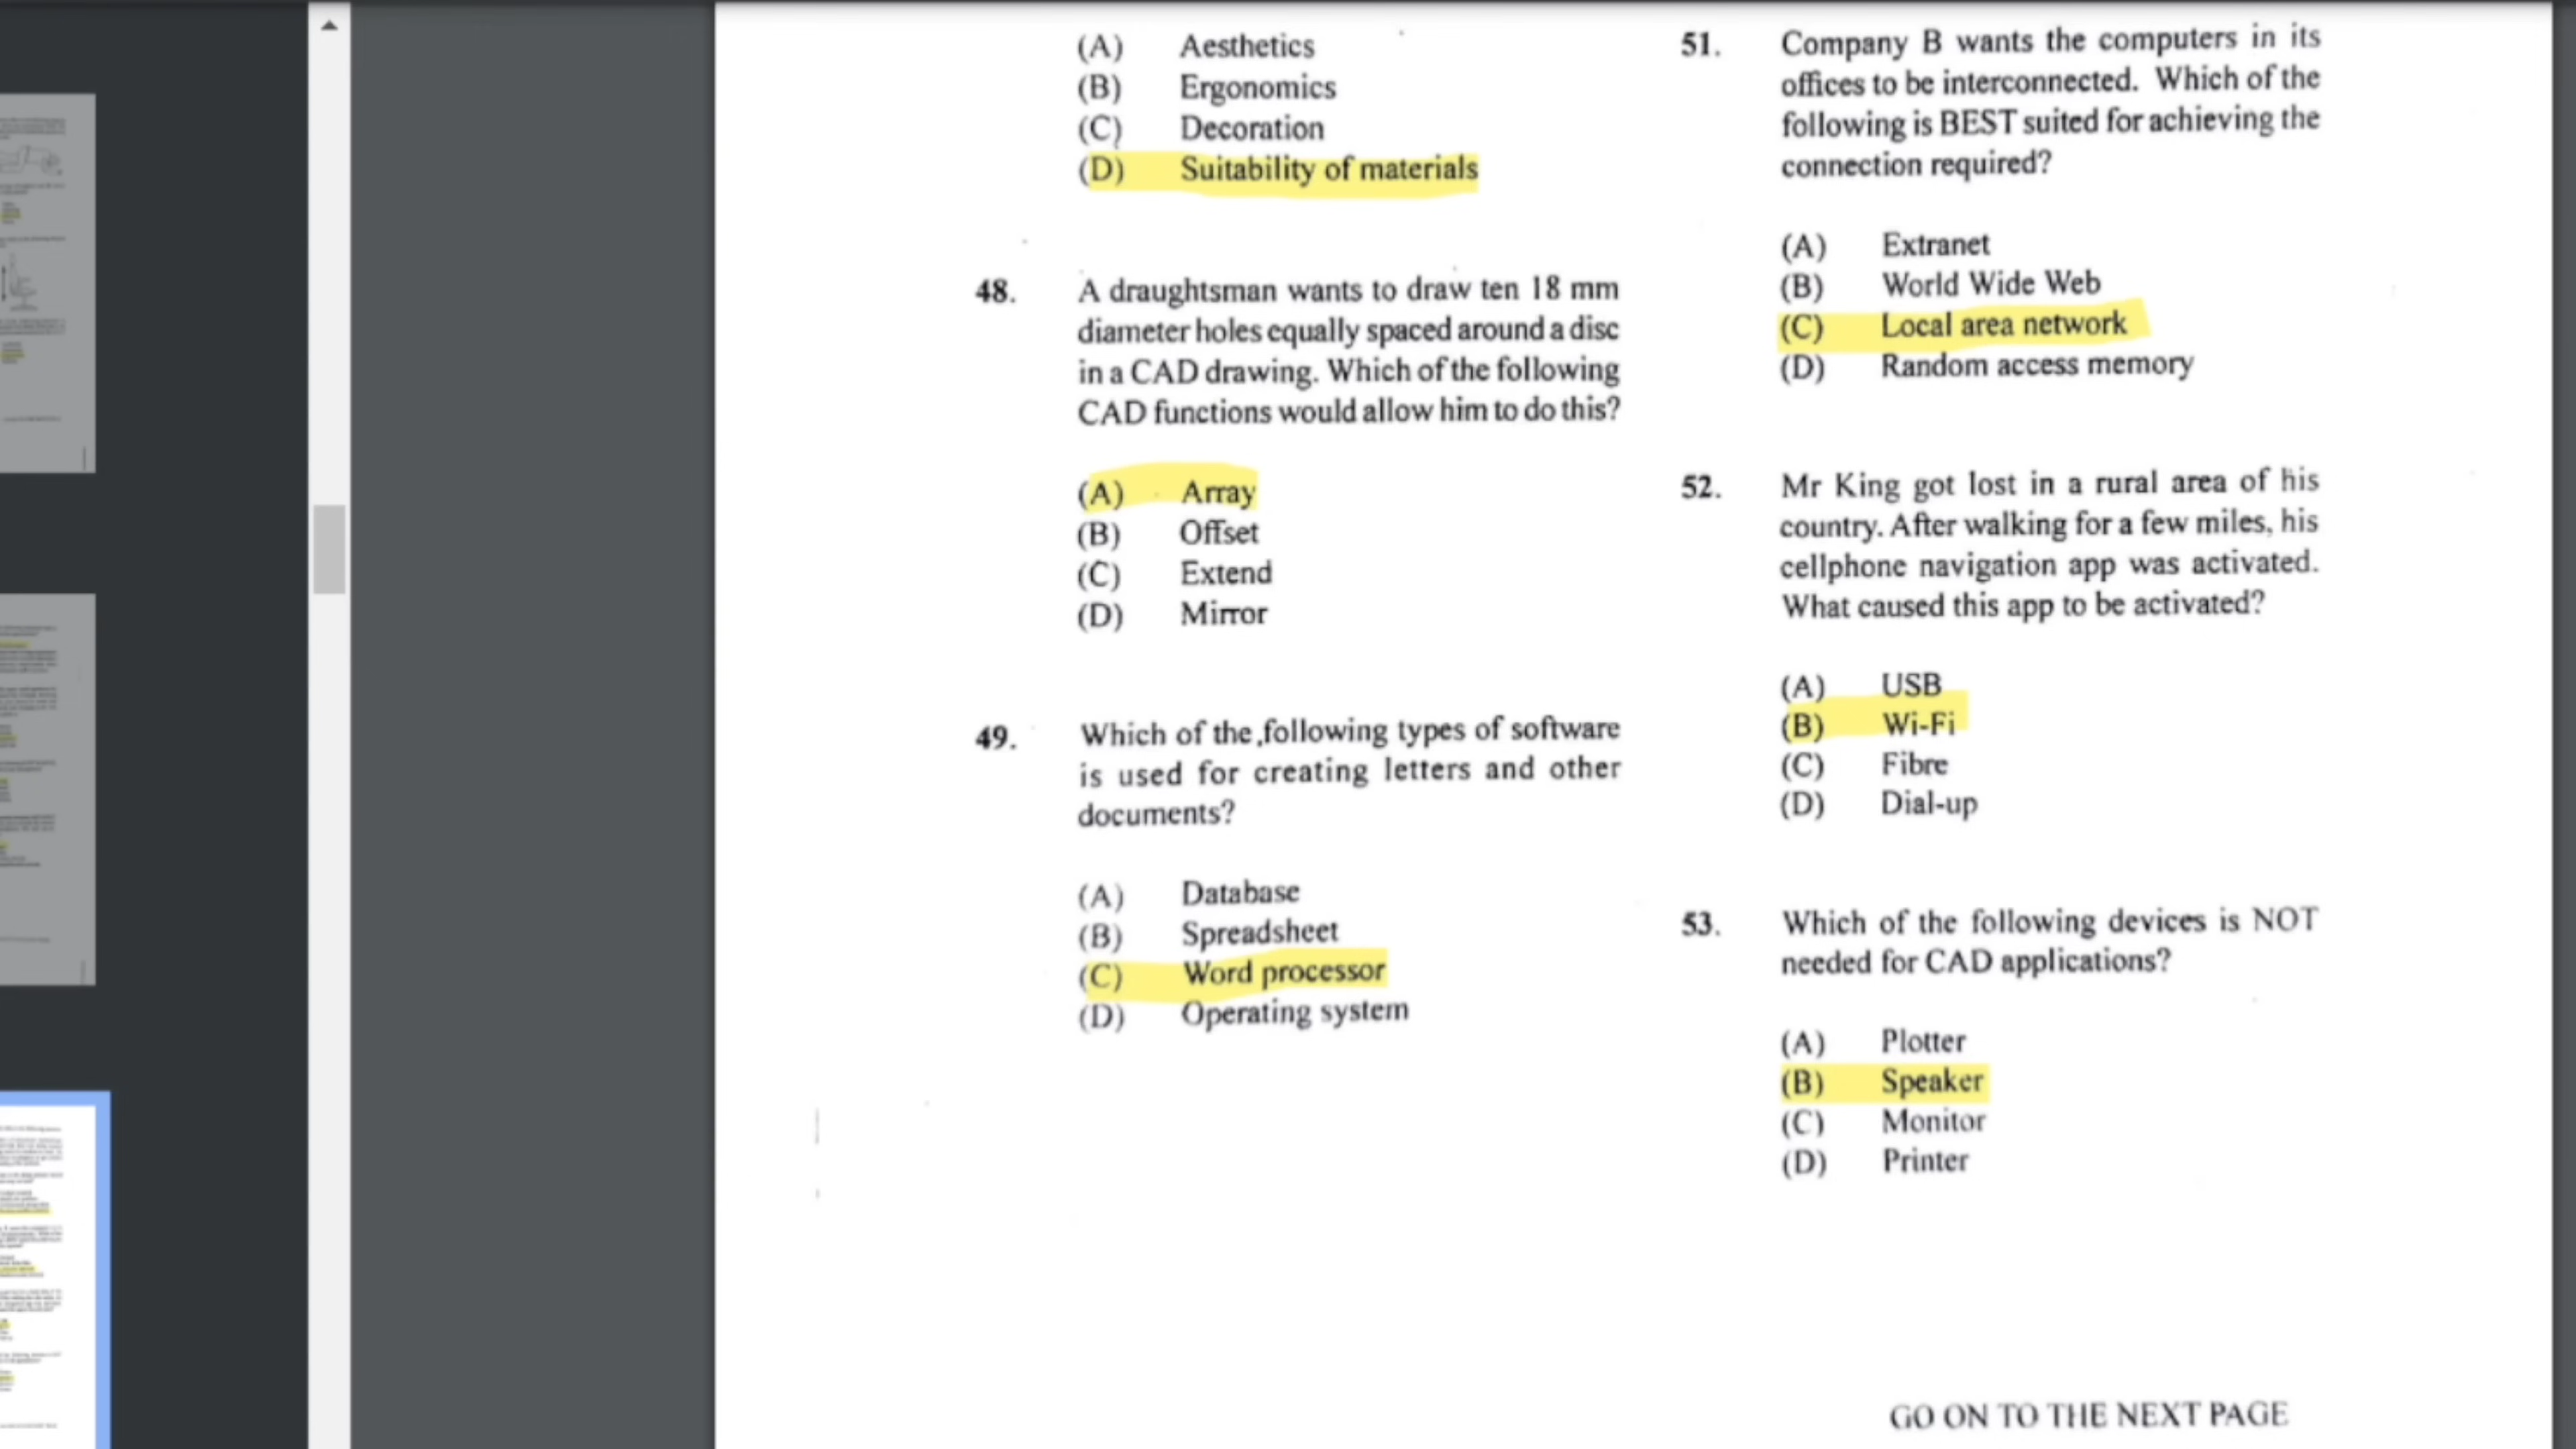 (A) Aesthetics
(B) Ergonomics
(C) Decoration
(D) Suitability of materials
48. A draughtsman wants to draw ten 18 mm
diameter holes equally spaced around a disc
in a CAD drawing. Which of the following
CAD functions would allow him to do this?
(A) Array
(B) Offset
(C) Extend
(D) Mirror
49. Which of the following types of software
is used for creating letters and other
documents?
(A) Database
(B) Spreadsheet
(C) Word processor
(D) Operating system
51. Company B wants the computers in its
offices to be interconnected. Which of the
following is BEST suited for achieving the
connection required?
(A) Extranet
(B) World Wide Web
(C) Local area network
(D) Random access memory
52. Mr King got lost in a rural area of his
country. After walking for a few miles, his
cellphone navigation app was activated.
What caused this app to be activated?
(A) USB
(B) Wi-Fi
(C) Fibre
(D) Dial-up
53. Which of the following devices is NOT
needed for CAD applications?
(A) Plotter
(B) Speaker
(C) Monitor
(D) Printer
GO ON TO THE NEXT PAGE